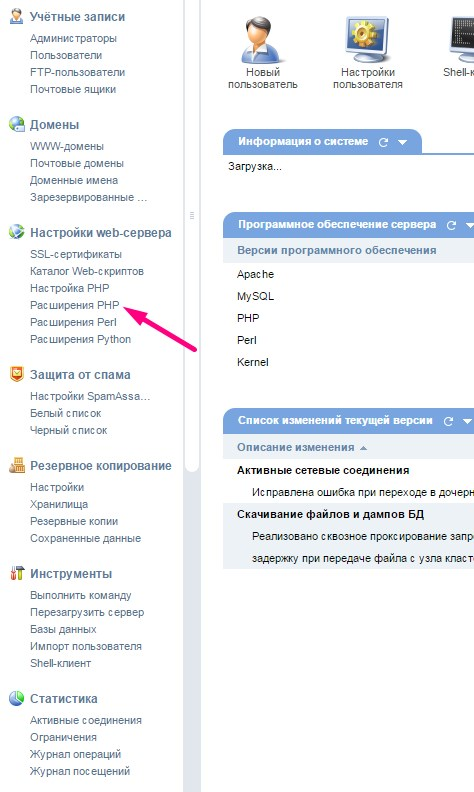 Учётные записи
Администраторы
Пользователи
FTP-пользователи
Почтовые ящики
Домены
WWW-домены
Почтовые домены
Доменные имена
Зарезервированные ...
Настройки web-сервера
SSL-сертификаты
Каталог Web-скриптов
Настройка PHP
Расширения PHP
Расширения Perl
Расширения Python
Защита от спама
Настройки SpamAssa...
Белый список
Черный список
Резервное копирование
Настройки
Хранилища
Резервные копии
Сохраненные данные
Инструменты
Выполнить команду
Перезагрузить сервер
Базы данных
Импорт пользователя
Shell-клиент
Статистика
Активные соединения
Ограничения
Журнал операций
Журнал посещений
Новый
пользователь
Настройки
пользователя
Shell-к
Информация о системе
Загрузка...
Программное обеспечение сервера
Версии программного обеспечения
Apache
MySQL
PHP
Perl
Kernel
Список изменений текущей версии
Описание изменения
Активные сетевые соединения
Исправлена ошибка при переходе в дочерн
Скачивание файлов и дампов БД
Реализовано сквозное проксирование запр
задержку при передаче файла с узла класт